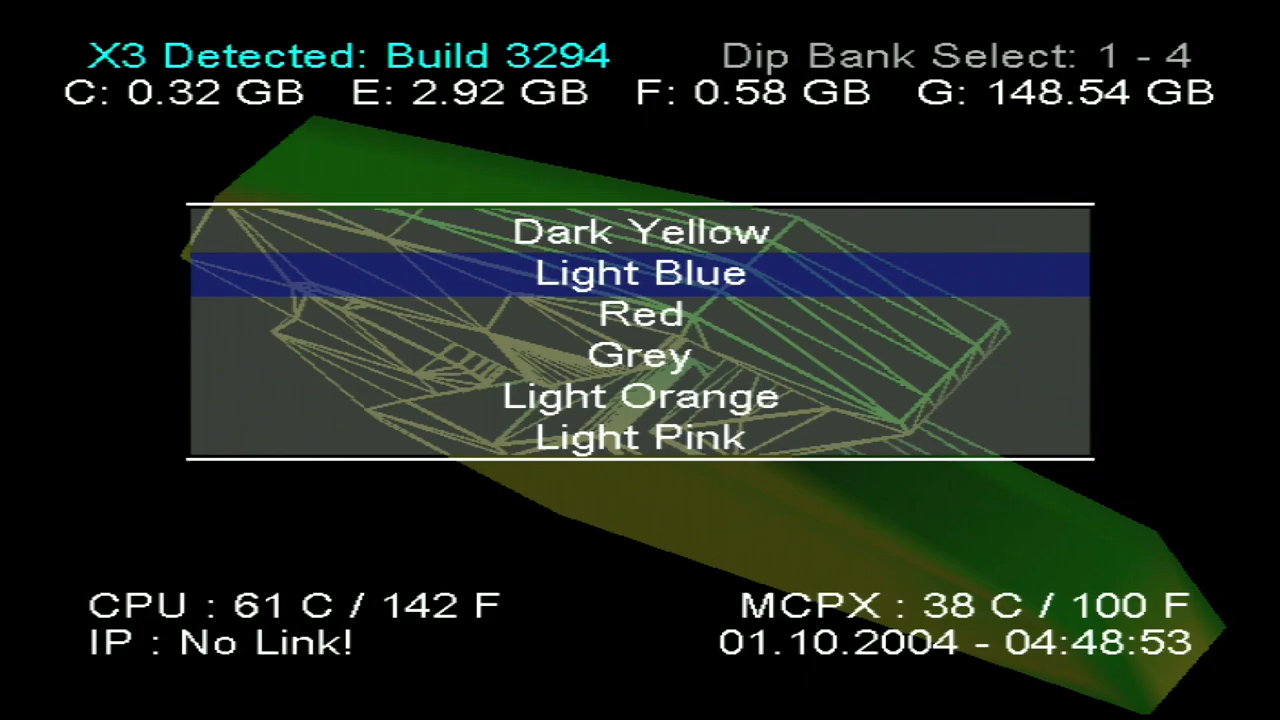 X3 Detected: Build 3294 Dip Bank Select: 1 - 4
C: 0.32 GB E: 2.92 GB F: 0.58 GB G: 148.54 GB
Dark Yellow
Light Blue
Red
Grey
Light Orange
Light Pink
CPU : 61 C / 142 F MCPX : 38 C / 100 F
IP : No Link! 01.10.2004 - 04:48:53